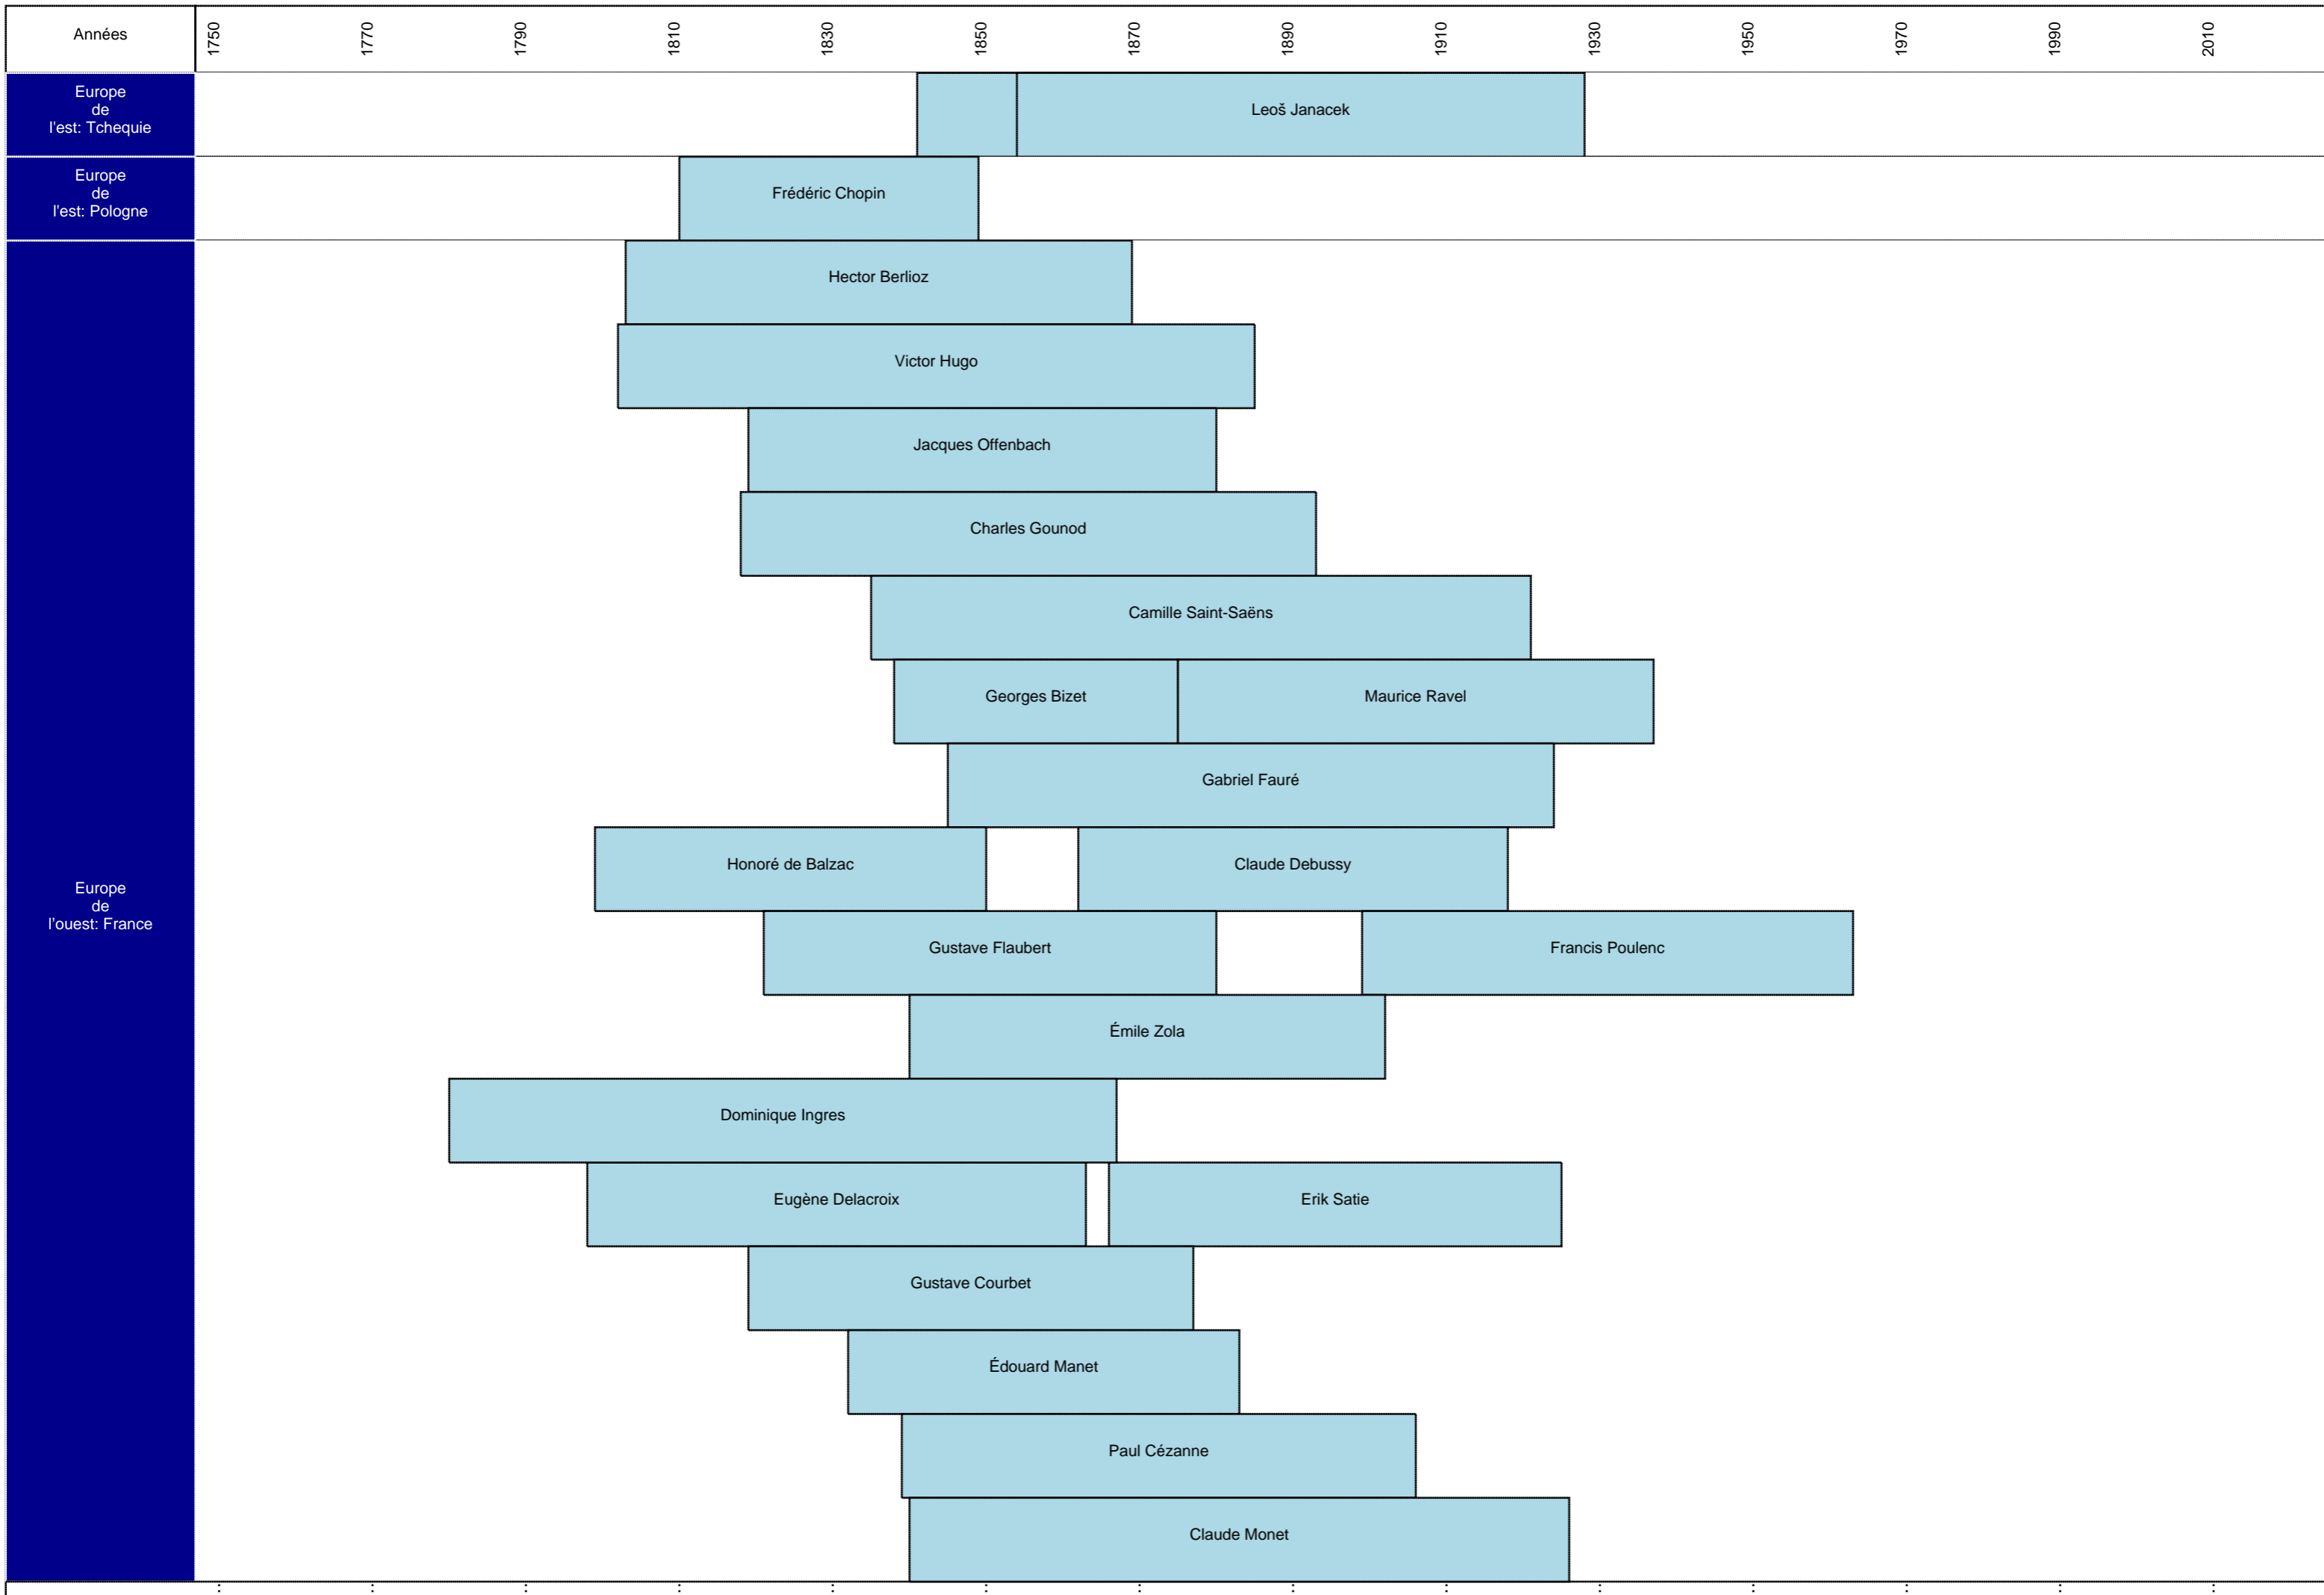 Années
1750
1770
1790
1810
1830
1850
1870
1890
1910
1930
1950
1970
1990
2010
Europe
de
l'est: Tchequie
Leoš Janacek
Europe
de
l'est: Pologne
Frédéric Chopin
Europe
de
l'ouest: France
Hector Berlioz
Victor Hugo
Jacques Offenbach
Charles Gounod
Camille Saint-Saëns
Georges Bizet
Maurice Ravel
Gabriel Fauré
Honoré de Balzac
Claude Debussy
Gustave Flaubert
Francis Poulenc
Émile Zola
Dominique Ingres
Eugène Delacroix
Erik Satie
Gustave Courbet
Édouard Manet
Paul Cézanne
Claude Monet